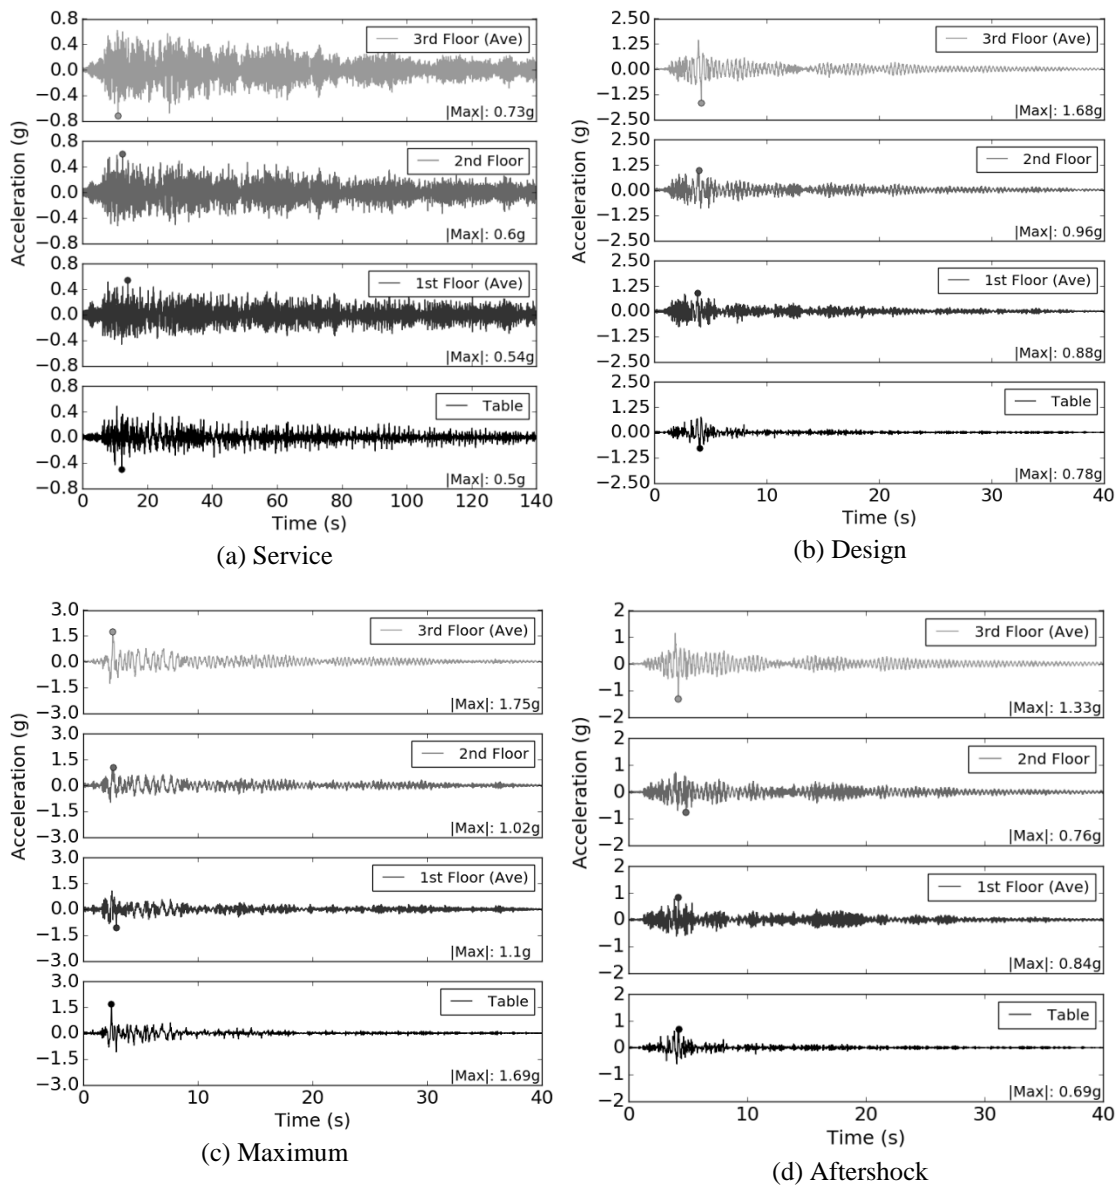 Acceleration (g)
0.8
0.4
0.0
−0.4
−0.8
3rd Floor (Ave)
|Max|: 0.73g
0.8
0.4
0.0
−0.4
−0.8
2nd Floor
|Max|: 0.6g
0.8
0.4
0.0
−0.4
−0.8
1st Floor (Ave)
|Max|: 0.54g
0.8
0.4
0.0
−0.4
−0.8
Table
|Max|: 0.5g
0 20 40 60 80 100 120 140
Time (s)
(a) Service
Acceleration (g)
2.50
1.25
0.00
−1.25
−2.50
3rd Floor (Ave)
|Max|: 1.68g
2.50
1.25
0.00
−1.25
−2.50
2nd Floor
|Max|: 0.96g
2.50
1.25
0.00
−1.25
−2.50
1st Floor (Ave)
|Max|: 0.88g
2.50
1.25
0.00
−1.25
−2.50
Table
|Max|: 0.78g
0 10 20 30 40
Time (s)
(b) Design
Acceleration (g)
3.0
1.5
0.0
−1.5
−3.0
3rd Floor (Ave)
|Max|: 1.75g
3.0
1.5
0.0
−1.5
−3.0
2nd Floor
|Max|: 1.02g
3.0
1.5
0.0
−1.5
−3.0
1st Floor (Ave)
|Max|: 1.1g
3.0
1.5
0.0
−1.5
−3.0
Table
|Max|: 1.69g
0 10 20 30 40
Time (s)
(c) Maximum
Acceleration (g)
2
1
0
−1
−2
3rd Floor (Ave)
|Max|: 1.33g
2
1
0
−1
−2
2nd Floor
|Max|: 0.76g
2
1
0
−1
−2
1st Floor (Ave)
|Max|: 0.84g
2
1
0
−1
−2
Table
|Max|: 0.69g
0 10 20 30 40
Time (s)
(d) Aftershock